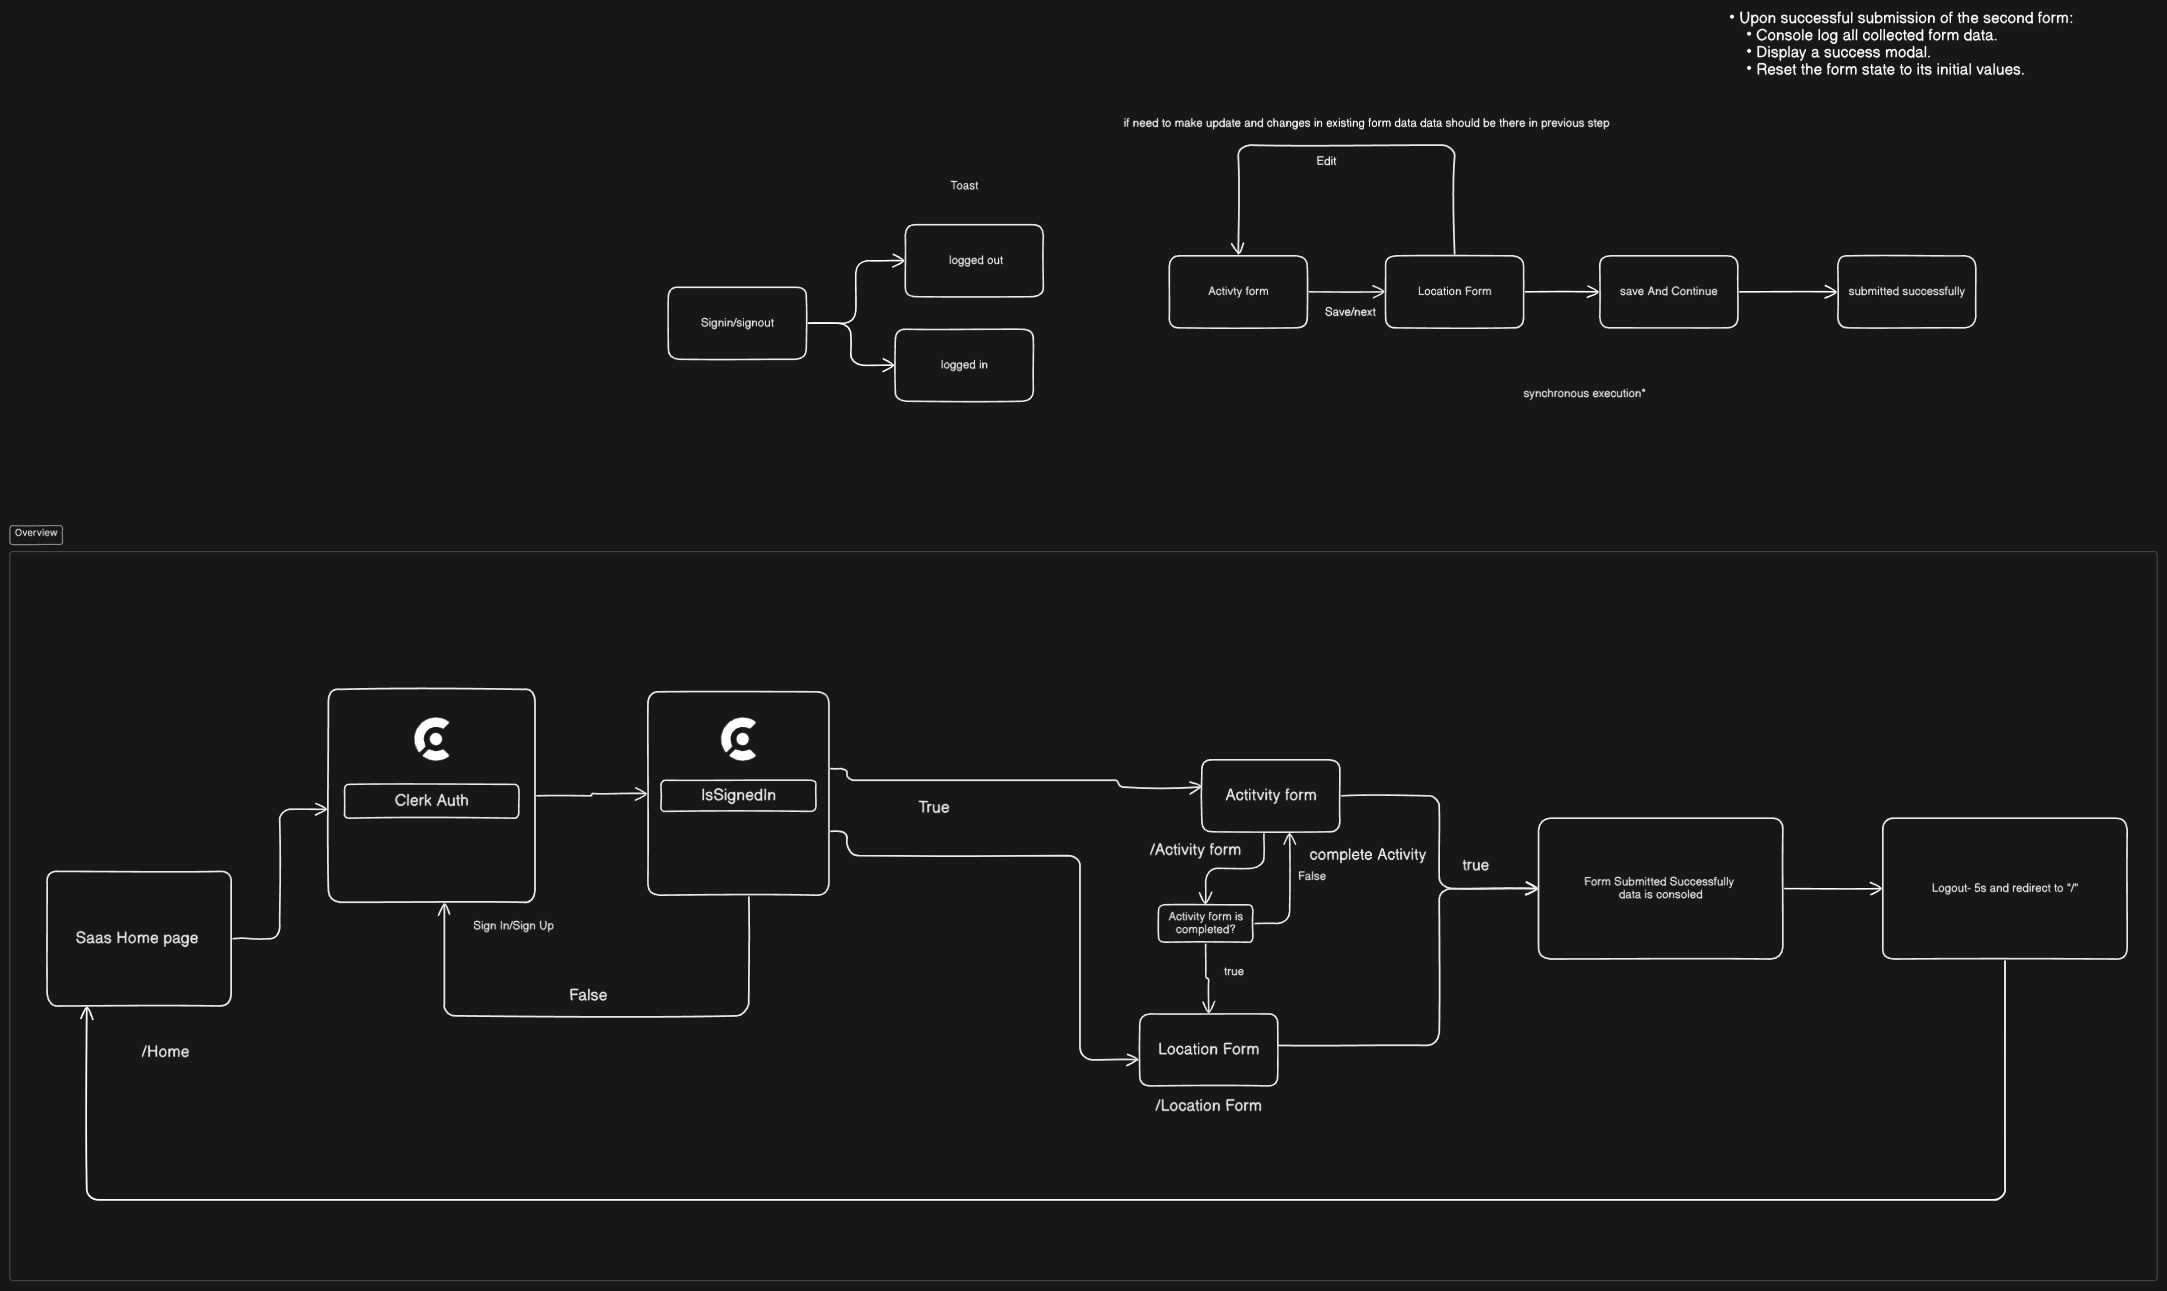 • Upon successful submission of the second form:
• Console log all collected form data.
• Display a success modal.
• Reset the form state to its initial values.
if need to make update and changes in existing form data data should be there in previous step
Edit
Toast
logged out
Signin/signout
logged in
Activty form
Save/next
Location Form
save And Continue
submitted successfully
synchronous execution*
Overview
Clerk Auth
IsSignedIn
True
Actitvity form
/Activity form
complete Activity
False
true
Activity form is
completed?
true
Form Submitted Successfully
data is consoled
Logout- 5s and redirect to "/"
Saas Home page
Sign In/Sign Up
False
/Home
Location Form
/Location Form